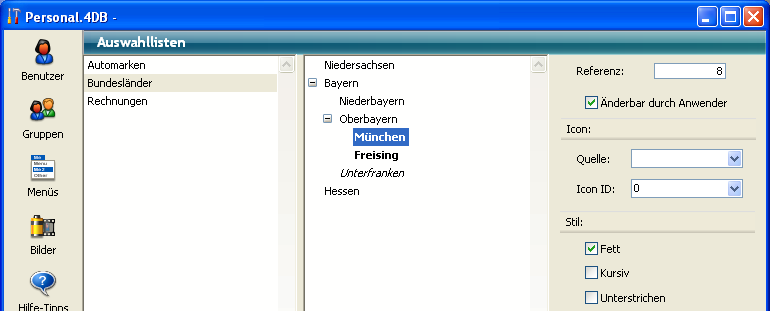 Personal.4DB -
Auswahllisten
Benutzer
Gruppen
Menüs
Bilder
Hilfe-Tipps
Automarken
Bundesländer
Rechnungen
Niedersachsen
Bayern
Niederbayern
Oberbayern
München
Freising
Unterfranken
Hessen
Referenz: 8
Änderbar durch Anwender
Icon:
Quelle:
Icon ID: 0
Stil:
Fett
Kursiv
Unterstrichen